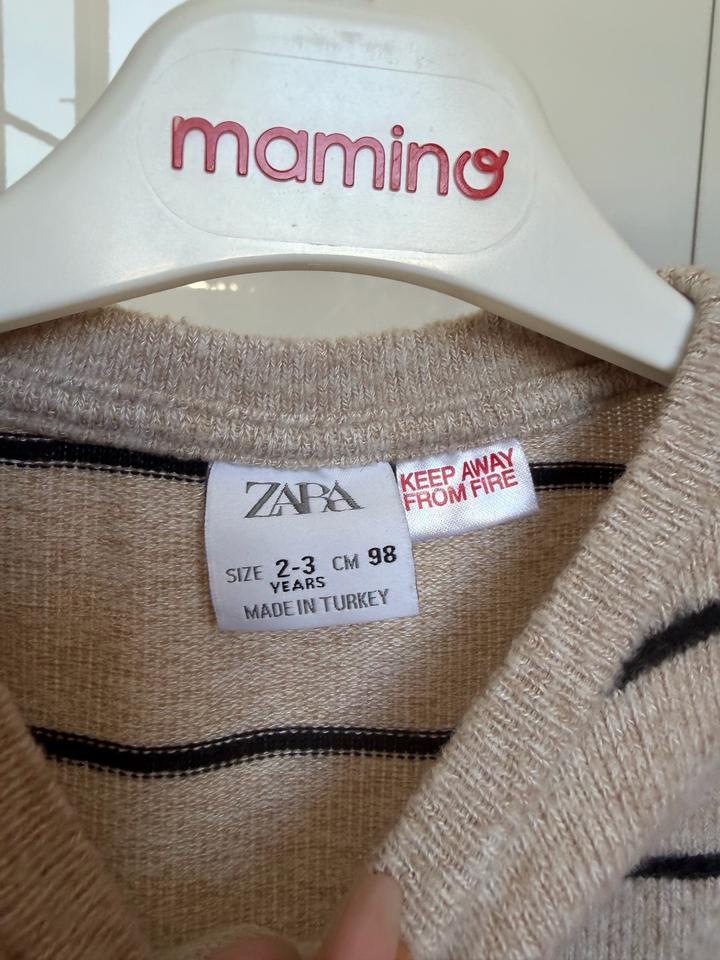 mamino
ZARA
KEEP AWAY
FROM FIRE
SIZE 2-3 CM 98
YEARS
MADE IN TURKEY